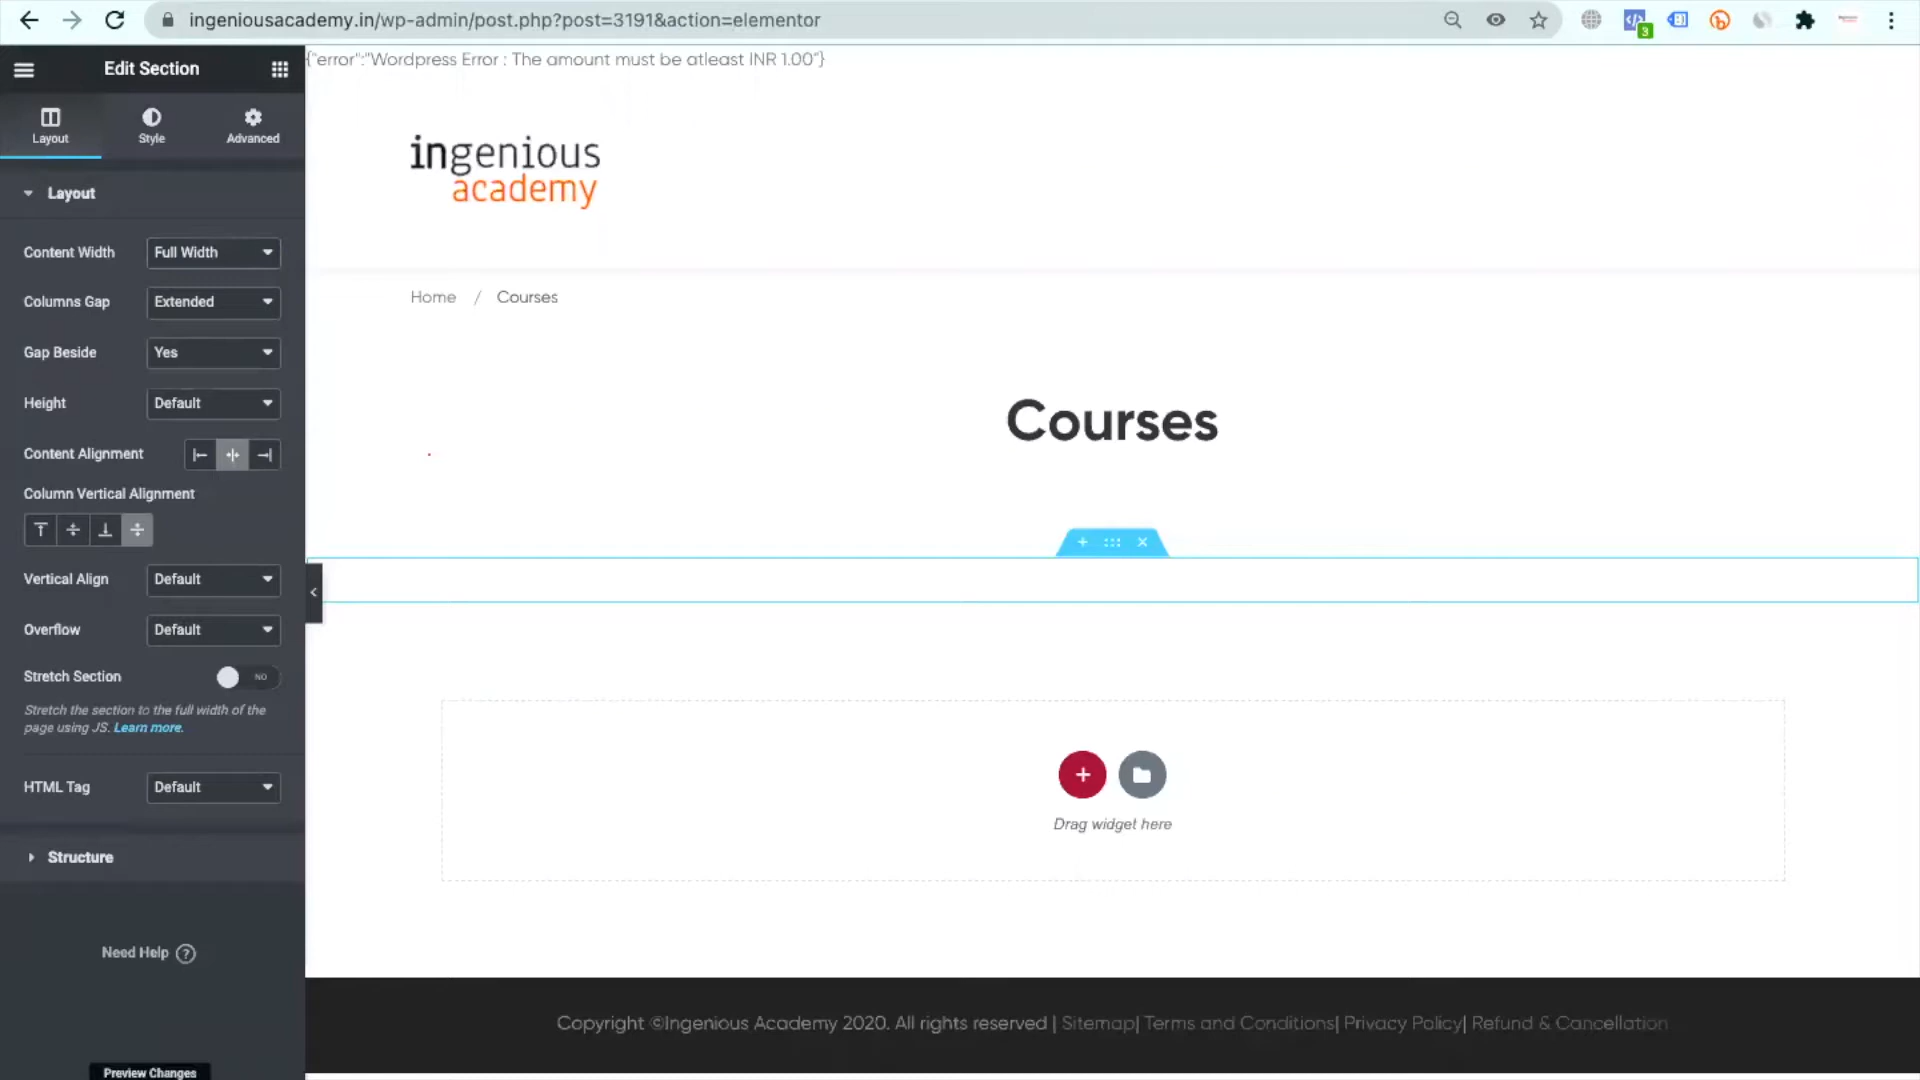 ingeniousacademy.in/wp-admin/post.php?post=3191&action=elementor
3
Edit Section
{"error":"Wordpress Error : The amount must be atleast INR 1.00"}
Layout
Style
Advanced
ingenious
academy
Layout
Content Width
Full Width
Columns Gap
Extended
Gap Beside
Yes
Height
Default
Content Alignment
Column Vertical Alignment
Vertical Align
Default
Overflow
Default
Stretch Section
NO
Stretch the section to the full width of the
page using JS. Learn more.
HTML Tag
Default
Structure
Need Help ?
Preview Changes
Home / Courses
Courses
Drag widget here
Copyright ©Ingenious Academy 2020. All rights reserved | Sitemap| Terms and Conditions| Privacy Policy| Refund & Cancellation